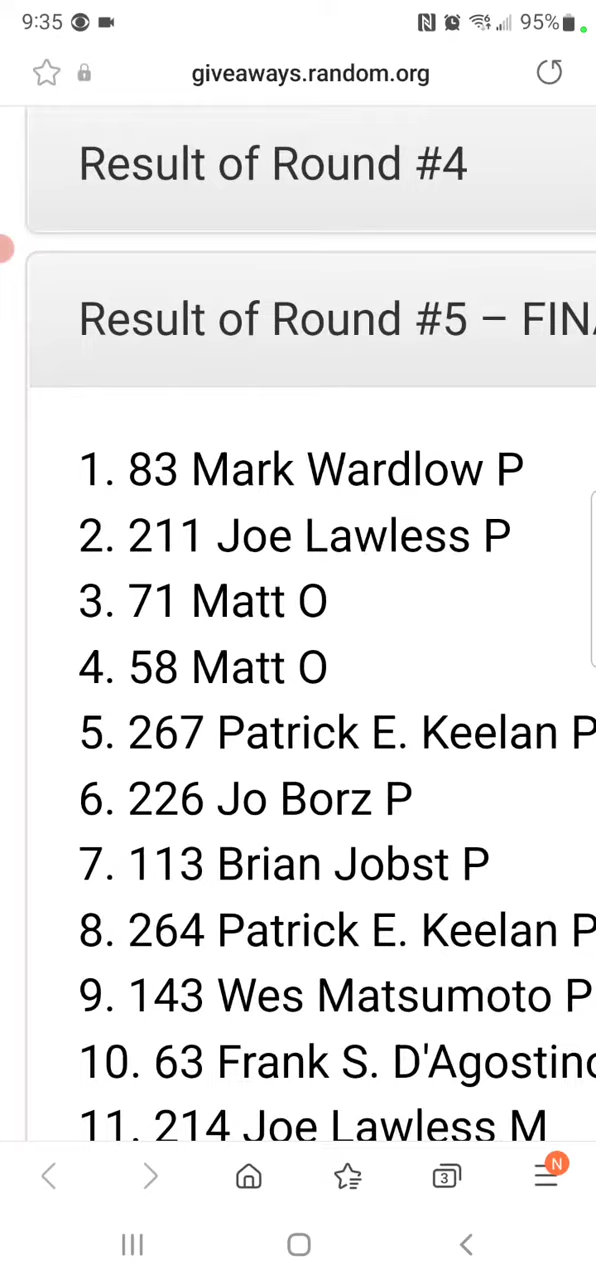 9:35
95%
giveaways.random.org
Result of Round #4
Result of Round #5 – FIN
1. 83 Mark Wardlow P
2. 211 Joe Lawless P
3. 71 Matt O
4. 58 Matt O
5. 267 Patrick E. Keelan P
6. 226 Jo Borz P
7. 113 Brian Jobst P
8. 264 Patrick E. Keelan P
9. 143 Wes Matsumoto P
10. 63 Frank S. D'Agostino
11. 214 Joe Lawless M
3
N